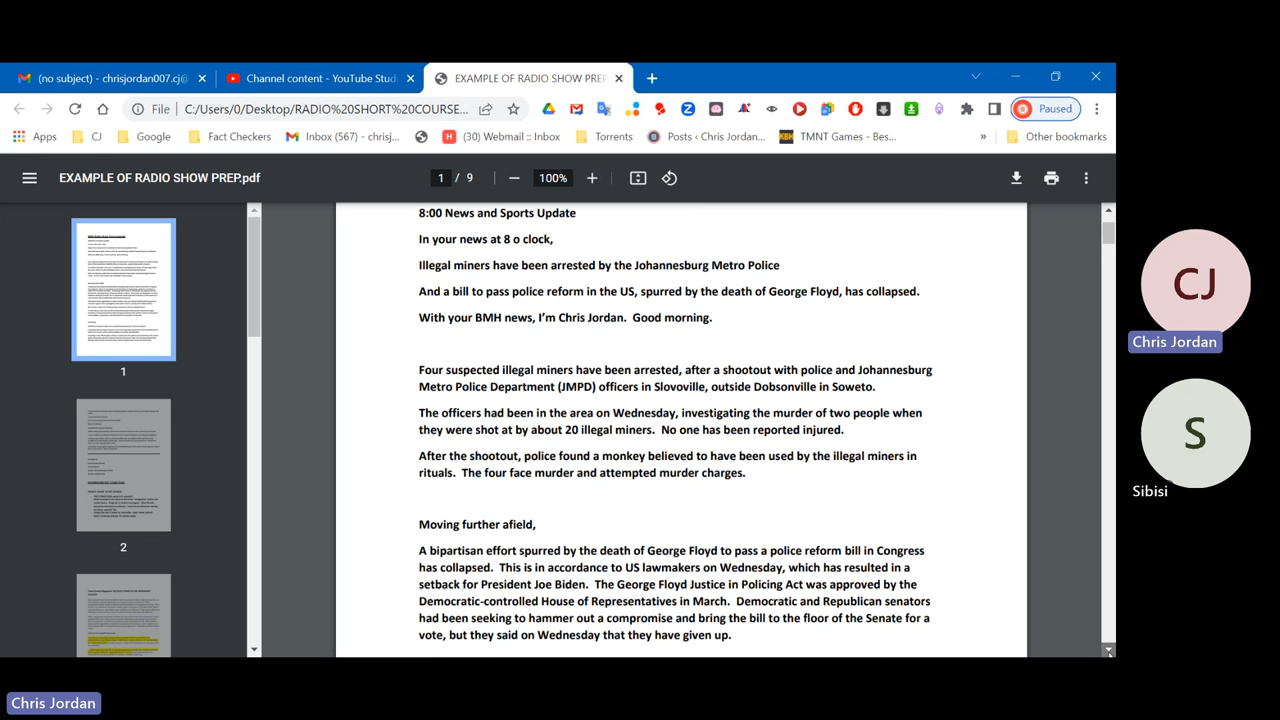 (no subject) - chrisjordan007.cj@
Channel content - YouTube Stud
EXAMPLE OF RADIO SHOW PREP
File
C:/Users/0/Desktop/RADIO%20SHORT%20COURSE...
Paused
Apps
CJ
Google
Fact Checkers
Inbox (567) - chrisj...
(30) Webmail :: Inbox
Torrents
Posts ‹ Chris Jordan...
KBH
TMNT Games - Bes...
»
Other bookmarks
EXAMPLE OF RADIO SHOW PREP.pdf
1 / 9
100%
8:00 News and Sports Update
In your news at 8 o clock,
Illegal miners have been arrested by the Johannesburg Metro Police
And a bill to pass police reform in the US, spurred by the death of George Floyd, has collapsed.
With your BMH news, I'm Chris Jordan.  Good morning.
Four suspected illegal miners have been arrested, after a shootout with police and Johannesburg
Metro Police Department (JMPD) officers in Slovoville, outside Dobsonville in Soweto.
The officers had been in the area on Wednesday, investigating the murder of two people when
they were shot at by about 20 illegal miners.  No one has been reported injured.
After the shootout, police found a monkey believed to have been used by the illegal miners in
rituals.  The four face murder and attempted murder charges.
Moving further afield,
A bipartisan effort spurred by the death of George Floyd to pass a police reform bill in Congress
has collapsed.  This is in accordance to US lawmakers on Wednesday, which has resulted in a
setback for President Joe Biden.  The George Floyd Justice in Policing Act was approved by the
Democratic-controlled House of Representatives in March.  Democratic and Republican senators
had been seeking to hammer out a compromise and bring the bill to the floor of the Senate for a
vote, but they said on Wednesday that they have given up.
1
2
CJ
Chris Jordan
S
Sibisi
Chris Jordan